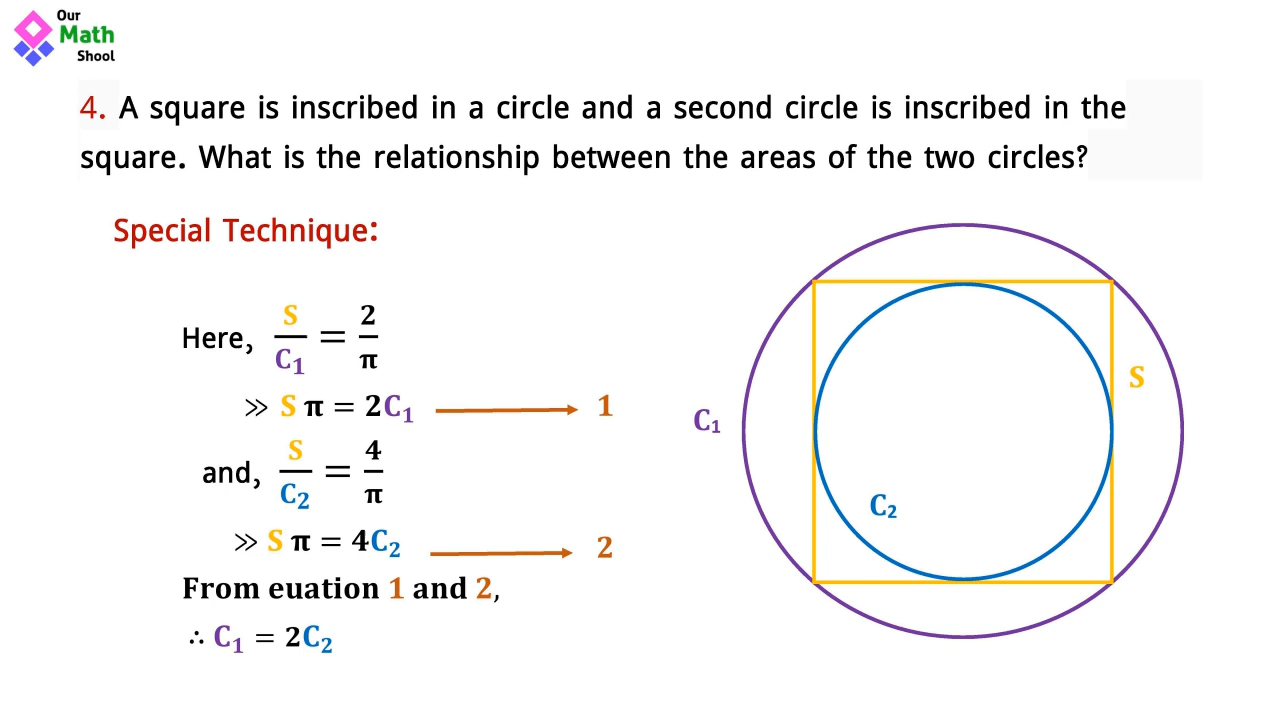 Our
Math
Shool
4. A square is inscribed in a circle and a second circle is inscribed in the
square. What is the relationship between the areas of the two circles?
Special Technique:
Here, S/C₁ = 2/π
≫ S π = 2C₁ → 1
and, S/C₂ = 4/π
≫ S π = 4C₂ → 2
From euation 1 and 2,
∴ C₁ = 2C₂
C₁
S
C₂